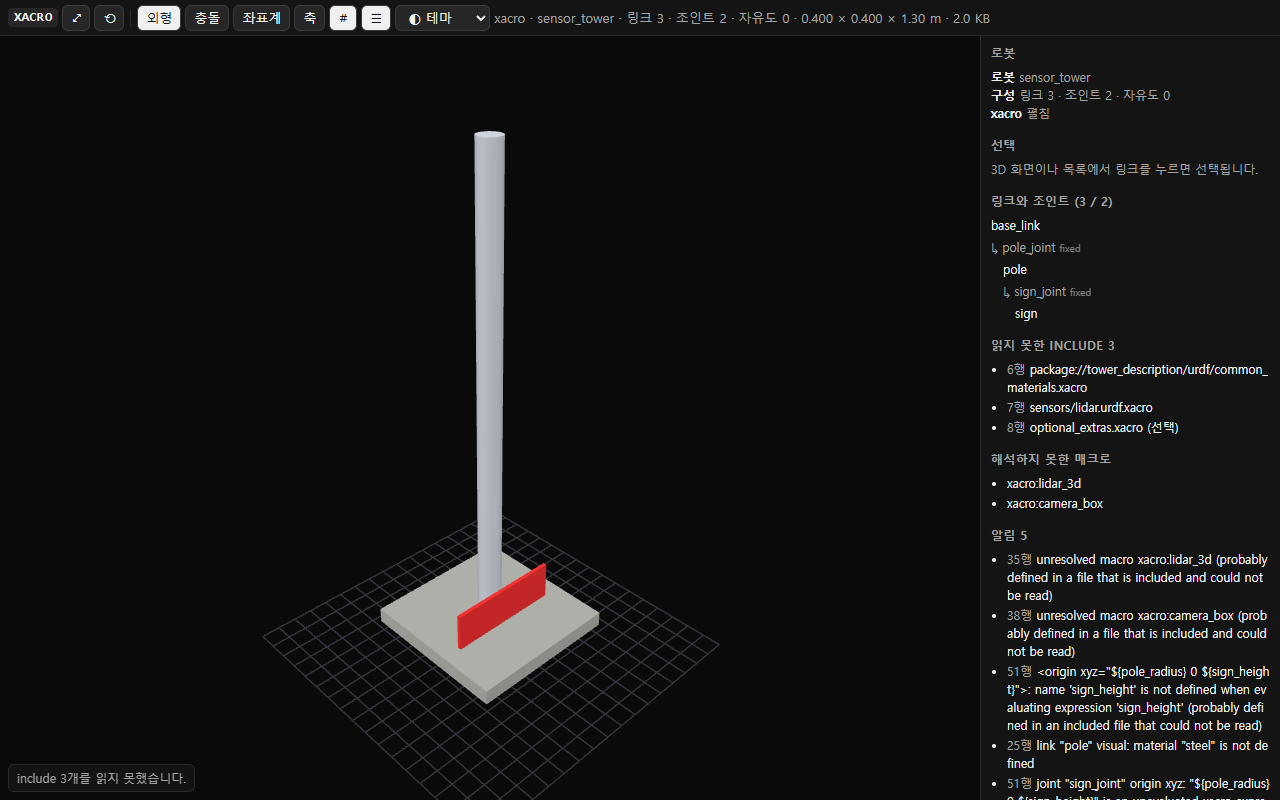 XACRO ⤢ ⟲ 외형 충돌 좌표계 축 # ☰ ◐ 테마 xacro · sensor_tower · 링크 3 · 조인트 2 · 자유도 0 · 0.400 × 0.400 × 1.30 m · 2.0 KB
로봇
로봇 sensor_tower
구성 링크 3 · 조인트 2 · 자유도 0
xacro 펼침
선택
3D 화면이나 목록에서 링크를 누르면 선택됩니다.
링크와 조인트 (3 / 2)
base_link
↳ pole_joint fixed
pole
↳ sign_joint fixed
sign
읽지 못한 INCLUDE 3
• 6행 package://tower_description/urdf/common_
materials.xacro
• 7행 sensors/lidar.urdf.xacro
• 8행 optional_extras.xacro (선택)
해석하지 못한 매크로
• xacro:lidar_3d
• xacro:camera_box
알림 5
• 35행 unresolved macro xacro:lidar_3d (probably
defined in a file that is included and could not
be read)
• 38행 unresolved macro xacro:camera_box (prob
ably defined in a file that is included and could
not be read)
• 51행 <origin xyz="${pole_radius} 0 ${sign_heigh
t}">: name 'sign_height' is not defined when ev
aluating expression 'sign_height' (probably defi
ned in an included file that could not be read)
• 25행 link "pole" visual: material "steel" is not de
fined
• 51행 joint "sign_joint" origin xyz: "${pole_radius}
include 3개를 읽지 못했습니다.